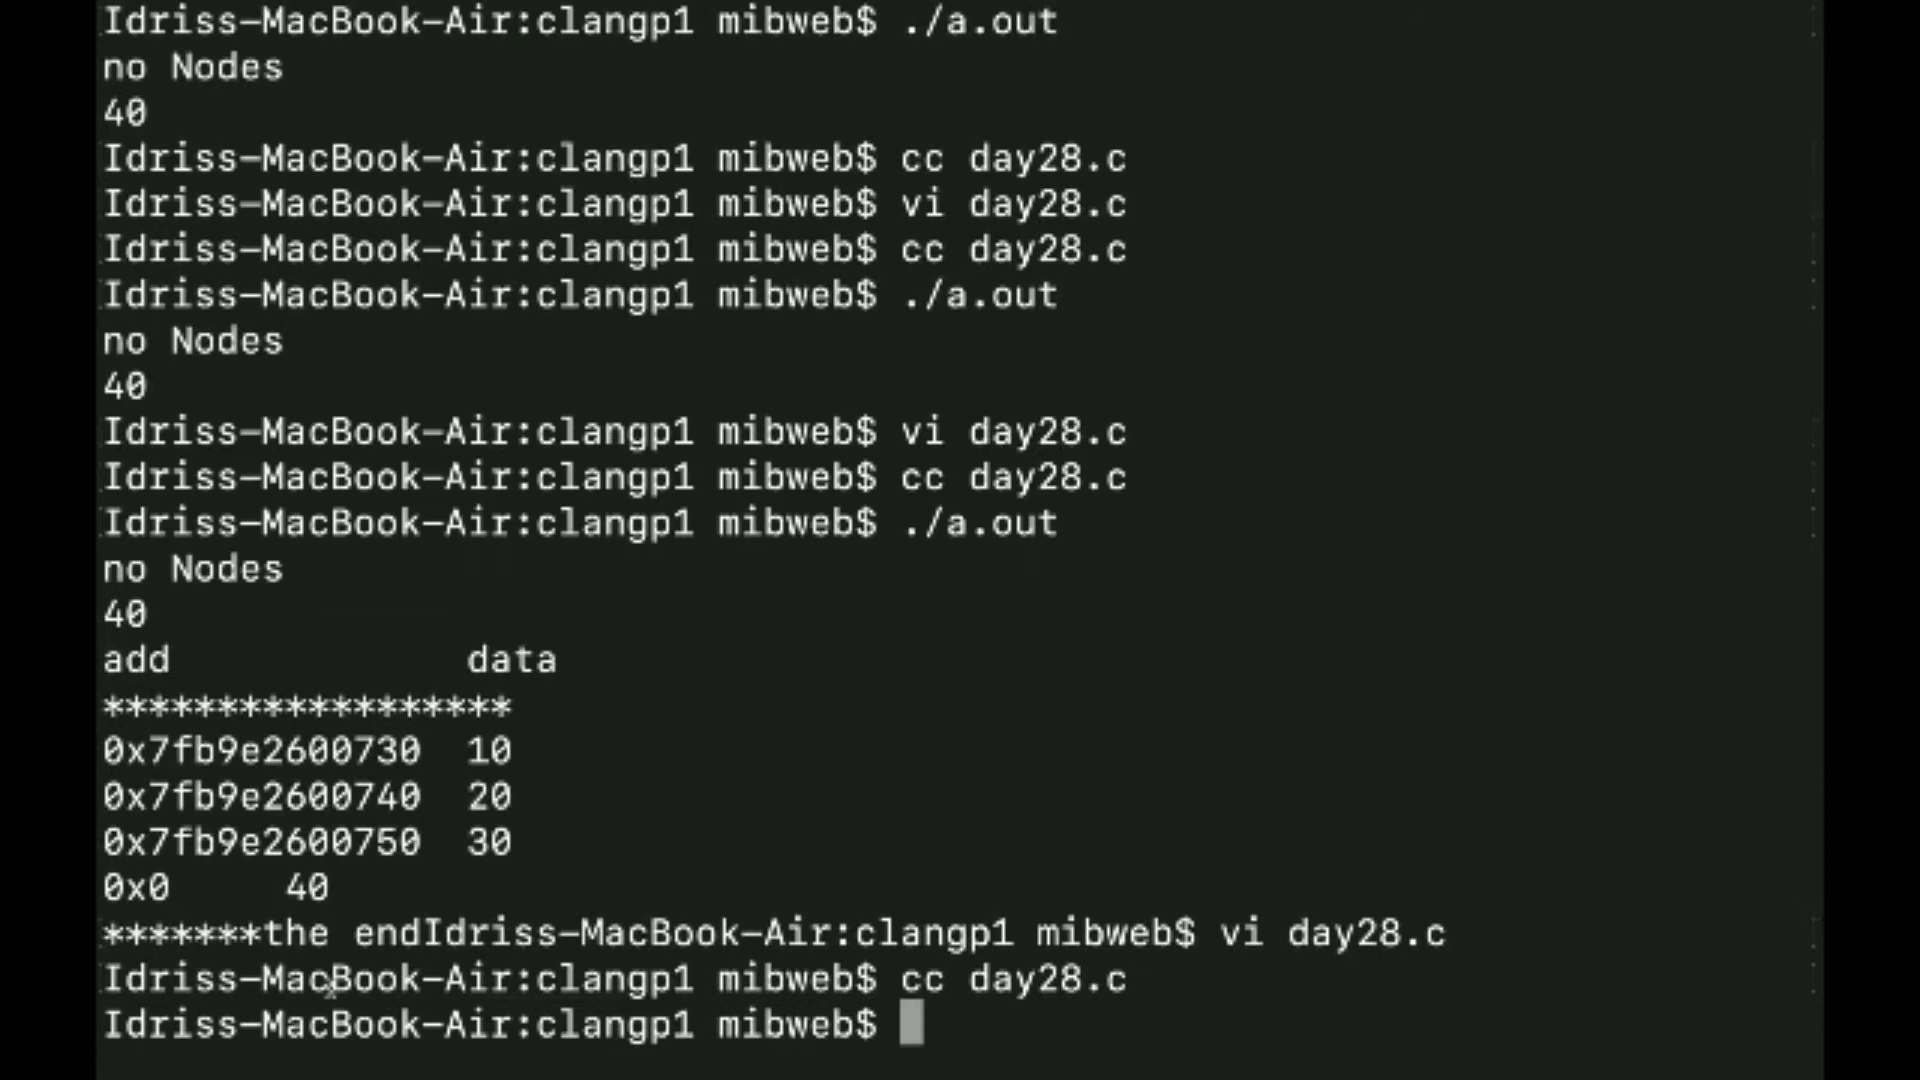 Idriss-MacBook-Air:clangp1 mibweb$ ./a.out
no Nodes
40
Idriss-MacBook-Air:clangp1 mibweb$ cc day28.c
Idriss-MacBook-Air:clangp1 mibweb$ vi day28.c
Idriss-MacBook-Air:clangp1 mibweb$ cc day28.c
Idriss-MacBook-Air:clangp1 mibweb$ ./a.out
no Nodes
40
Idriss-MacBook-Air:clangp1 mibweb$ vi day28.c
Idriss-MacBook-Air:clangp1 mibweb$ cc day28.c
Idriss-MacBook-Air:clangp1 mibweb$ ./a.out
no Nodes
40
add data
******************
0x7fb9e2600730 10
0x7fb9e2600740 20
0x7fb9e2600750 30
0x0 40
*******the endIdriss-MacBook-Air:clangp1 mibweb$ vi day28.c
Idriss-MacBook-Air:clangp1 mibweb$ cc day28.c
Idriss-MacBook-Air:clangp1 mibweb$